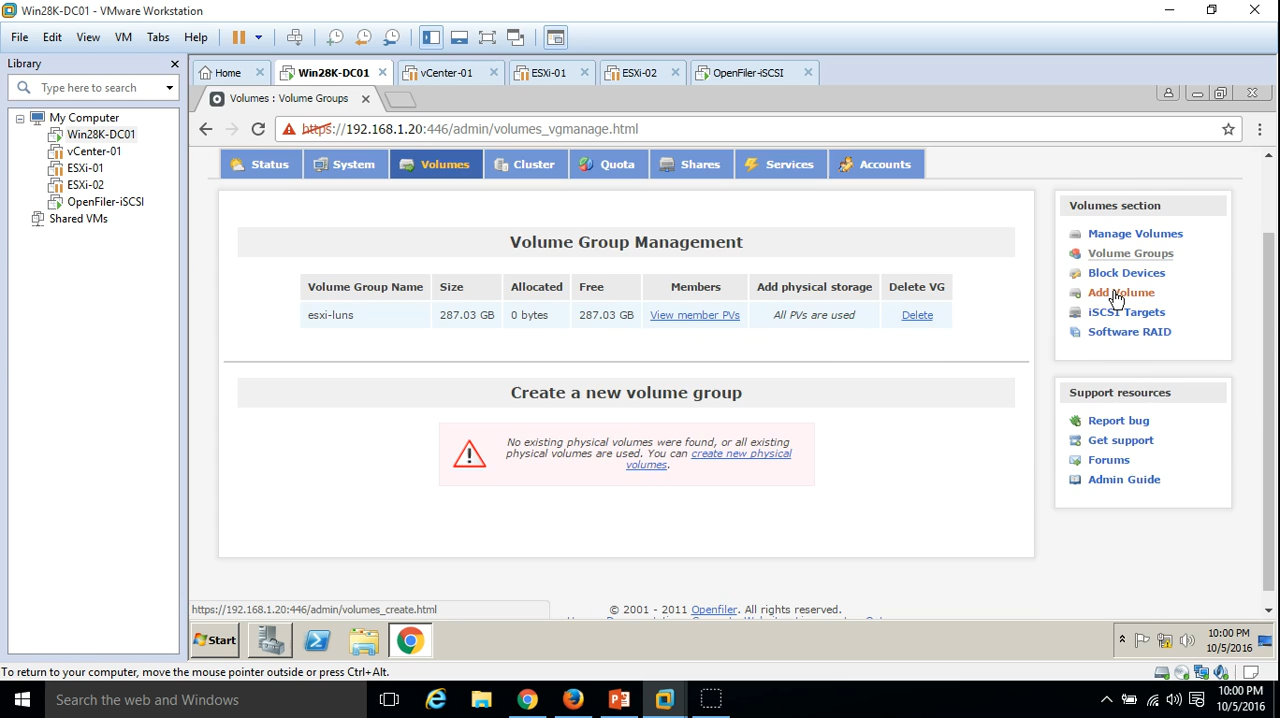 Win28K-DC01 - VMware Workstation
File Edit View VM Tabs Help
Library
Type here to search
My Computer
Win28K-DC01
vCenter-01
ESXi-01
ESXi-02
OpenFiler-iSCSI
Shared VMs
Home Win28K-DC01 vCenter-01 ESXi-01 ESXi-02 OpenFiler-iSCSI
Volumes : Volume Groups
https://192.168.1.20:446/admin/volumes_vgmanage.html
Status System Volumes Cluster Quota Shares Services Accounts
Volume Group Management
Volume Group Name Size Allocated Free Members Add physical storage Delete VG
esxi-luns 287.03 GB 0 bytes 287.03 GB View member PVs All PVs are used Delete
Create a new volume group
No existing physical volumes were found, or all existing
physical volumes are used. You can create new physical
volumes.
Volumes section
Manage Volumes
Volume Groups
Block Devices
Add Volume
iSCSI Targets
Software RAID
Support resources
Report bug
Get support
Forums
Admin Guide
https://192.168.1.20:446/admin/volumes_create.html
© 2001 - 2011 Openfiler. All rights reserved.
Start
10:00 PM
10/5/2016
To return to your computer, move the mouse pointer outside or press Ctrl+Alt.
Search the web and Windows
10:00 PM
10/5/2016